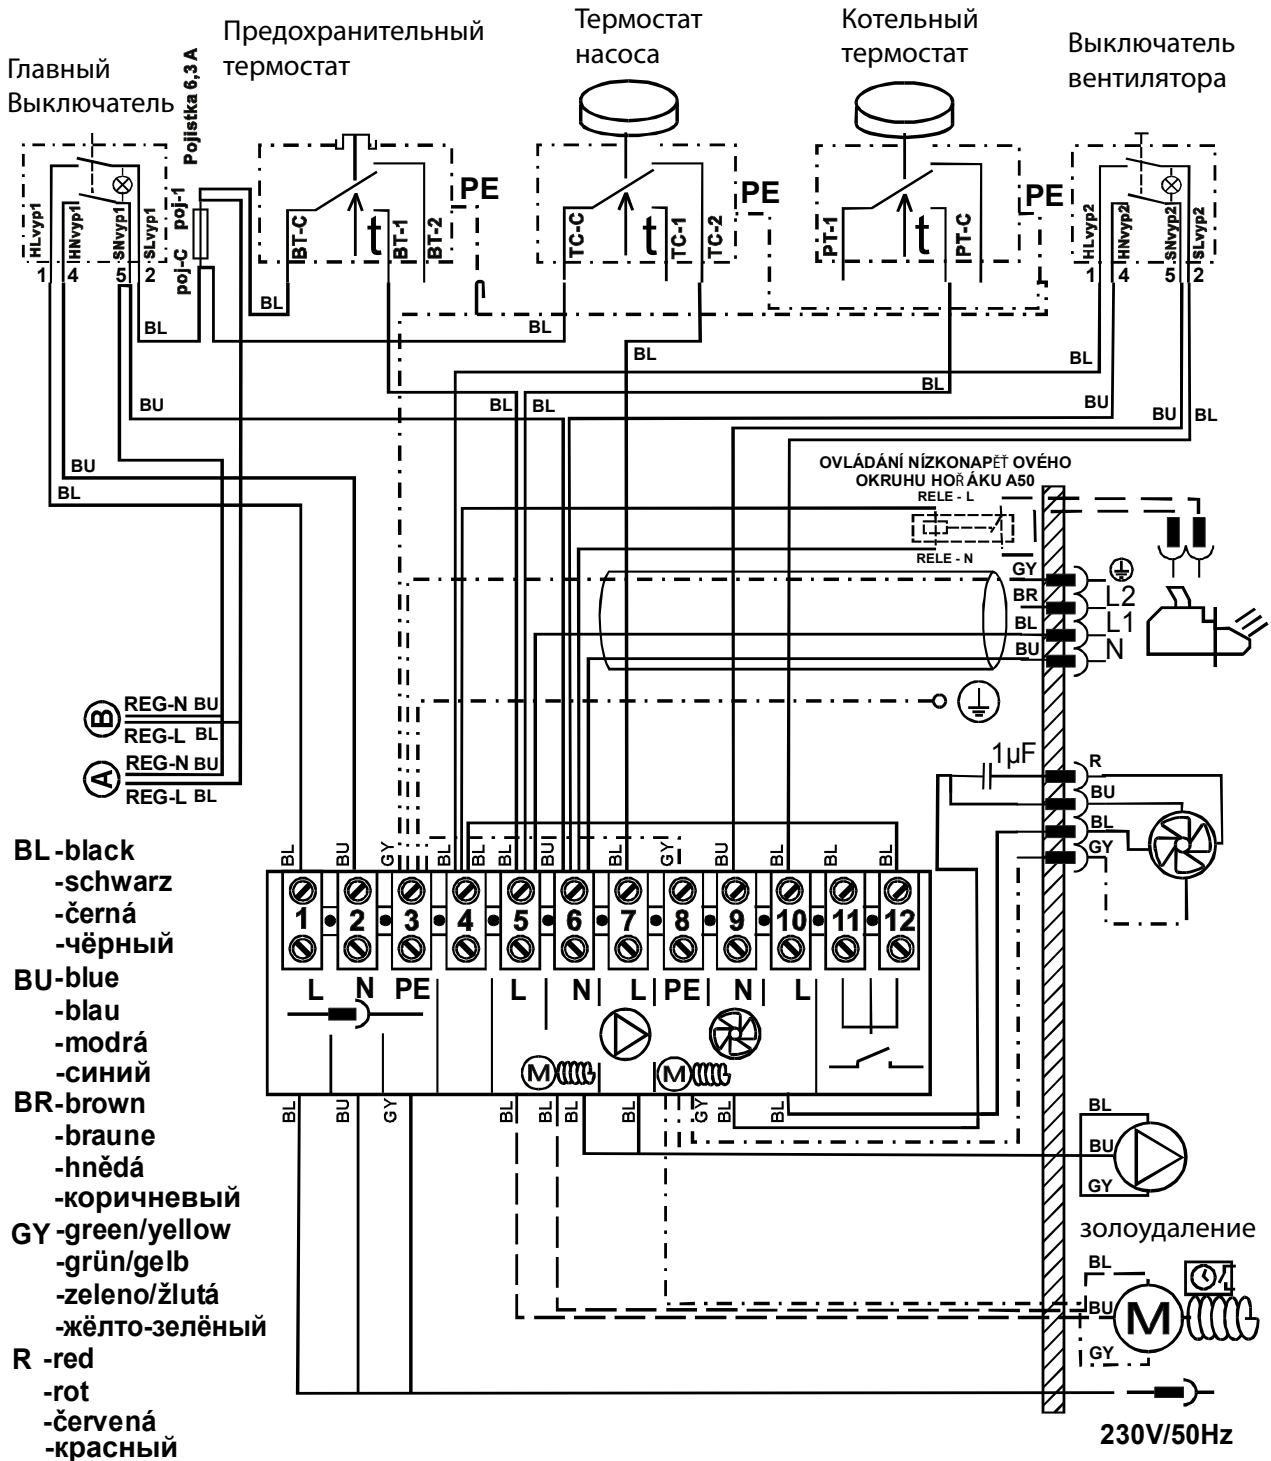 Главный
Выключатель
Pojistka 6,3 A
Предохранительный
термостат
Термостат
насоса
Котельный
термостат
Выключатель
вентилятора
HLvyp1
HNvyp1
SNvyp1
SLvyp1
1 4 5 2
poj-1
poj-C
BT-C
t
BT-1
BT-2
PE
TC-C
t
TC-1
TC-2
PE
PT-1
t
PT-C
PE
HLvyp2
HNvyp2
SNvyp2
SLvyp2
1 4 5 2
BL
BL
BL
BL
BL
BL
BU
BL
BL
BU
BU
BL
BU
BL
OVLÁDÁNÍ NÍZKONAPĚŤ OVÉHO
OKRUHU HOŘ ÁKU A50
RELE - L
RELE - N
GY
BR
L2
BL
L1
BU
N
B
REG-N BU
REG-L BL
A
REG-N BU
REG-L BL
1µF
R
BU
BL
GY
BL
BU
GY
BL
BL
BL
BU
BL
GY
BU
BL
BL
BL
1 2 3 4 5 6 7 8 9 10 11 12
L N PE L N L PE N L
M
M
BL
BU
GY
BL
BL
BL
BL
GY
BL
BL
BL
BU
GY
золоудаление
BL
BU
M
GY
230V/50Hz
BL -black
-schwarz
-černá
-чёрный
BU-blue
-blau
-modrá
-синий
BR-brown
-braune
-hnědá
-коричневый
GY -green/yellow
-grün/gelb
-zeleno/žlutá
-жёлто-зелёный
R -red
-rot
-červená
-красный